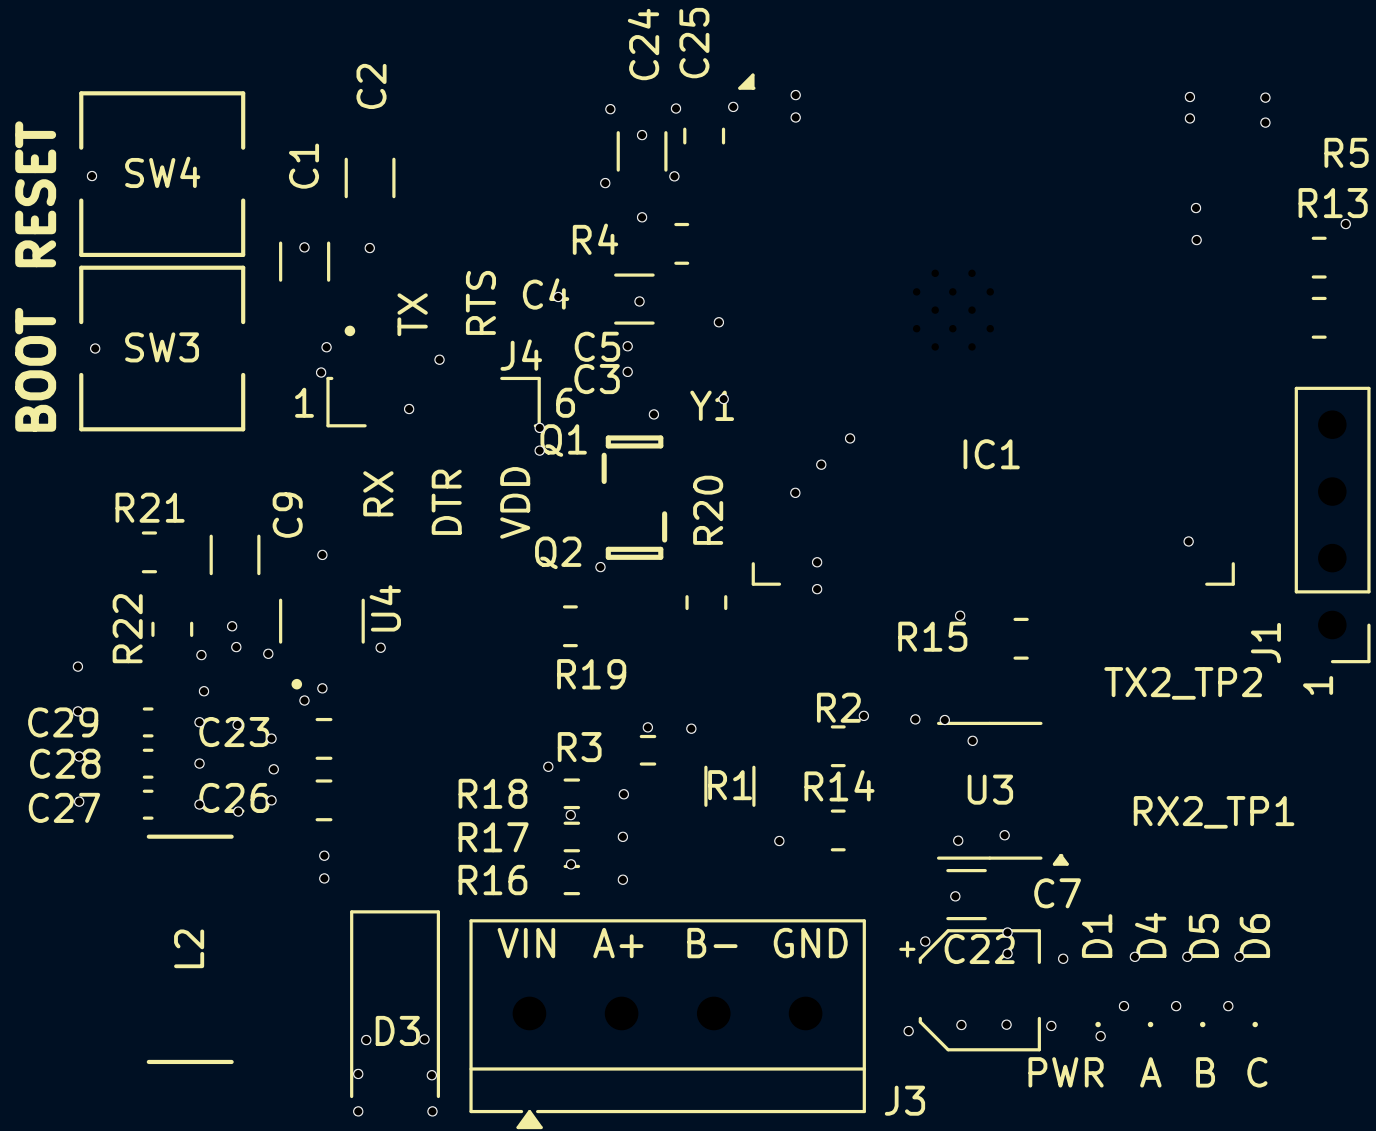 C24
C25
C2
RESET
SW4
C1
R5
R13
R4
C4
TX
RTS
BOOT
SW3
J4
C5
C3
1
6
Y1
Q1
IC1
R21
C9
RX
DTR
VDD
R20
Q2
R22
U4
R15
J1
R19
TX2_TP2
1
C29
C23
R2
R3
C28
R18
R1
R14
U3
C27
C26
RX2_TP1
R17
R16
C7
L2
VIN A+ B- GND
+
C22
D1
D4
D5
D6
D3
PWR A B C
J3